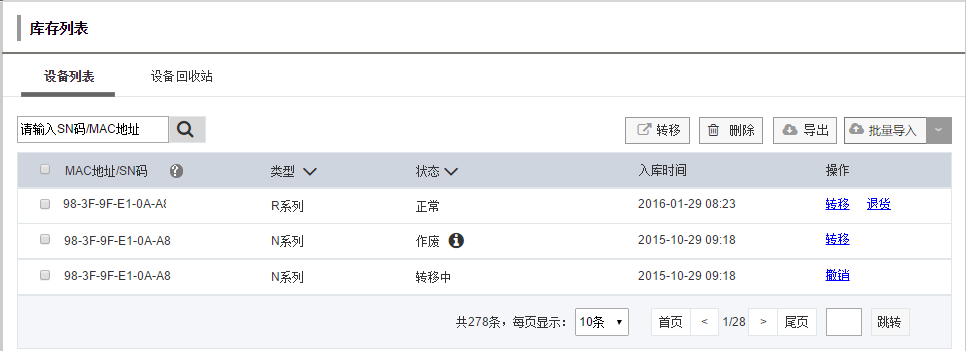 库存列表
设备列表 设备回收站
请输入SN码/MAC地址 转移 删除 导出 批量导入
MAC地址/SN码 ? 类型 状态 入库时间 操作
98-3F-9F-E1-0A-A8 R系列 正常 2016-01-29 08:23 转移 退货
98-3F-9F-E1-0A-A8 N系列 作废 2015-10-29 09:18 转移
98-3F-9F-E1-0A-A8 N系列 转移中 2015-10-29 09:18 撤销
共278条，每页显示： 10条 首页 < 1/28 > 尾页 跳转